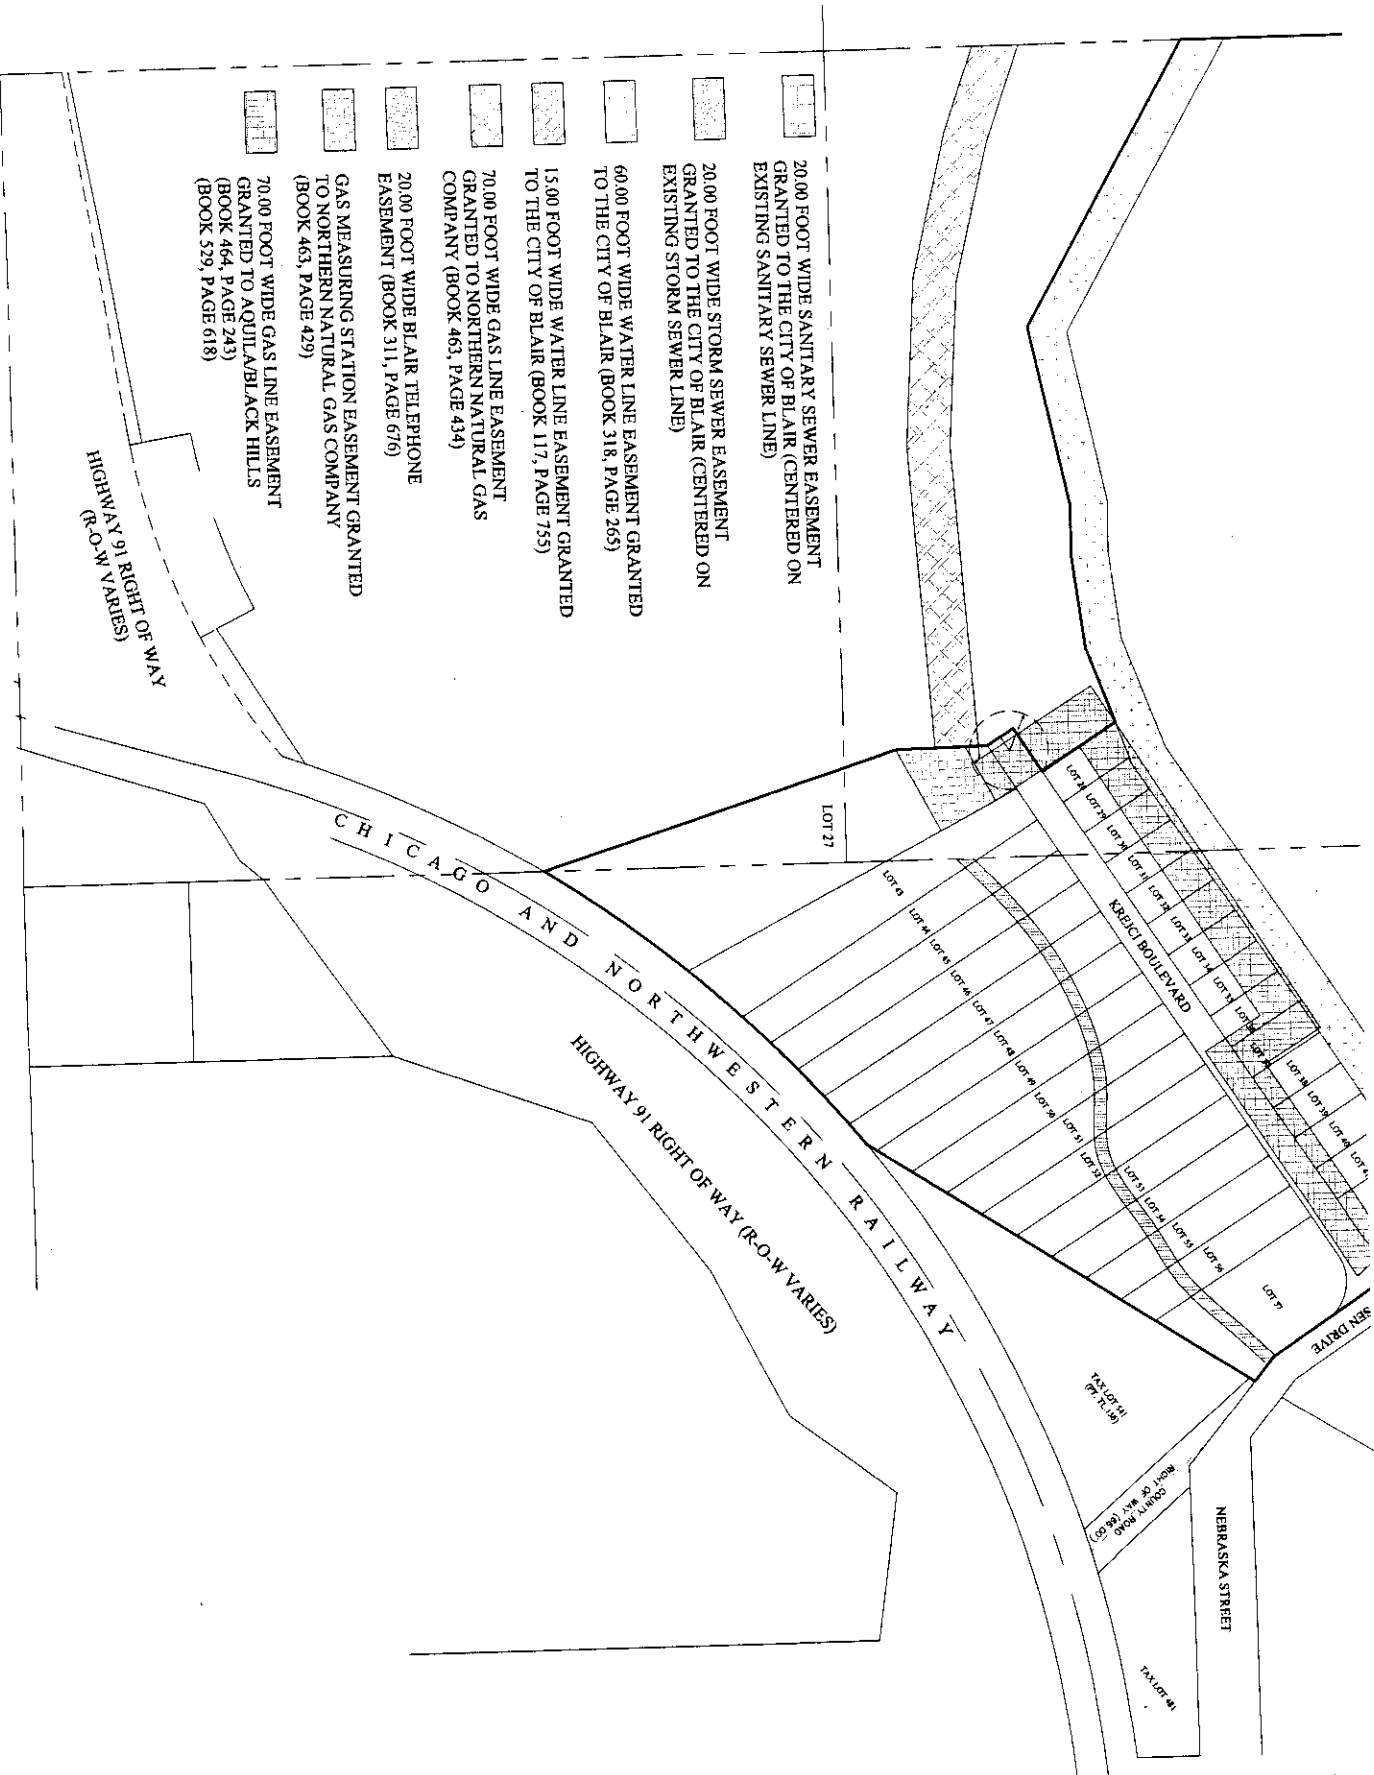 20.00 FOOT WIDE SANITARY SEWER EASEMENT
GRANTED TO THE CITY OF BLAIR (CENTERED ON
EXISTING SANITARY SEWER LINE)
20.00 FOOT WIDE STORM SEWER EASEMENT
GRANTED TO THE CITY OF BLAIR (CENTERED ON
EXISTING STORM SEWER LINE)
60.00 FOOT WIDE WATER LINE EASEMENT GRANTED
TO THE CITY OF BLAIR (BOOK 318, PAGE 265)
15.00 FOOT WIDE WATER LINE EASEMENT GRANTED
TO THE CITY OF BLAIR (BOOK 117, PAGE 755)
70.00 FOOT WIDE GAS LINE EASEMENT
GRANTED TO NORTHERN NATURAL GAS
COMPANY (BOOK 463, PAGE 434)
20.00 FOOT WIDE BLAIR TELEPHONE
EASEMENT (BOOK 311, PAGE 676)
GAS MEASURING STATION EASEMENT GRANTED
TO NORTHERN NATURAL GAS COMPANY
(BOOK 463, PAGE 429)
70.00 FOOT WIDE GAS LINE EASEMENT
GRANTED TO AQUILA/BLACK HILLS
(BOOK 464, PAGE 243)
(BOOK 529, PAGE 618)
HIGHWAY 91 RIGHT OF WAY
(R-O-W VARIES)
CHICAGO AND NORTHWESTERN RAILWAY
HIGHWAY 91 RIGHT OF WAY (R-O-W VARIES)
LOT 27
KREJCI BOULEVARD
LOT 29
LOT 30
LOT 31
LOT 32
LOT 33
LOT 34
LOT 35
LOT 38
LOT 39
LOT 40
LOT 43
LOT 44
LOT 45
LOT 46
LOT 47
LOT 48
LOT 49
LOT 50
LOT 51
LOT 52
LOT 53
LOT 54
LOT 55
LOT 56
LOT 57
SEN DRIVE
TAX LOT 541
(PT. TL 136)
COUNTY ROAD
RIGHT OF WAY (66.00')
NEBRASKA STREET
TAX LOT 481